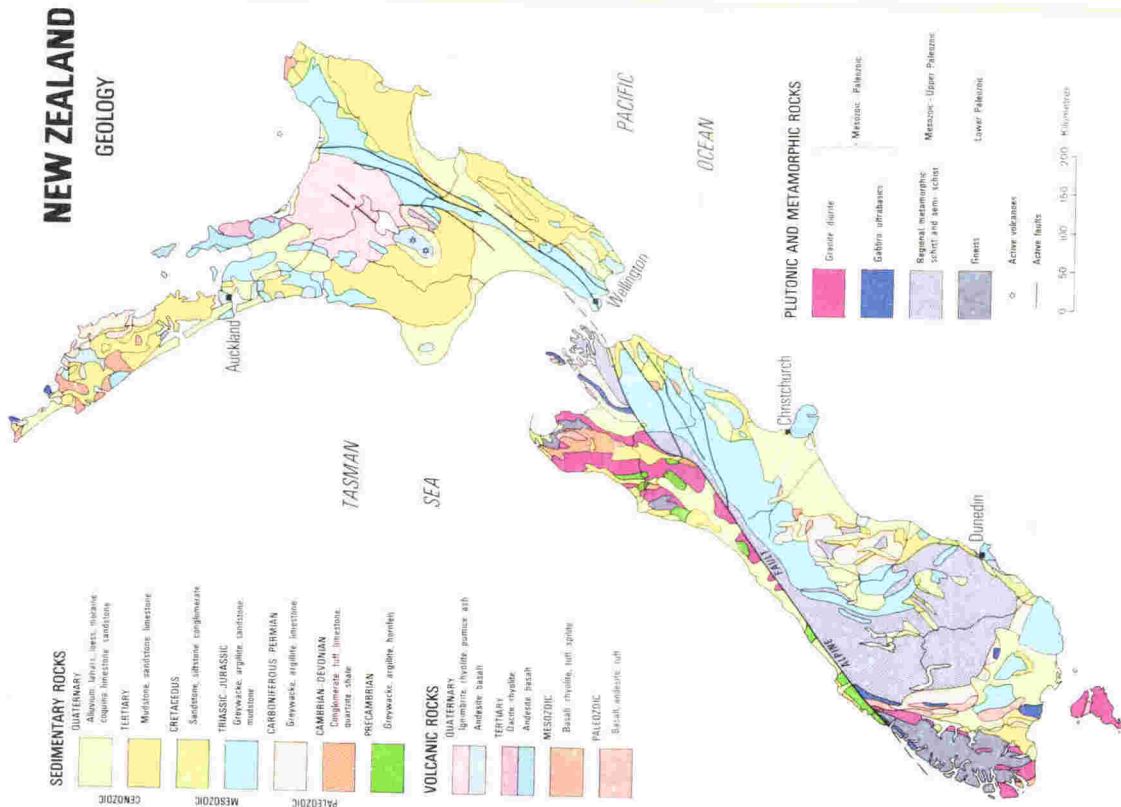 NEW ZEALAND
GEOLOGY
SEDIMENTARY ROCKS
CENOZOIC
QUATERNARY
Alluvium, lahars, loess, moraine
coquina limestone sandstone
TERTIARY
Mudstone, sandstone limestone
MESOZOIC
CRETACEOUS
Sandstone, siltstone conglomerate
TRIASSIC-JURASSIC
Greywacke, argillite, sandstone,
mudstone
PALEOZOIC
CARBONIFEROUS PERMIAN
Greywacke, argillite, limestone
CAMBRIAN-DEVONIAN
Conglomerate tuff limestone
quartzite shale
PRECAMBRIAN
Greywacke, argillite, hornfels
VOLCANIC ROCKS
QUATERNARY
Ignimbrite, rhyolite, pumice ash
Andesite basalt
TERTIARY
Dacite rhyolite
Andesite basalt
MESOZOIC
Basalt rhyolite, tuff spilite
PALEOZOIC
Basalt, andesite, tuff
TASMAN
SEA
Auckland
Wellington
PACIFIC
OCEAN
Christchurch
Dunedin
ALPINE
FAULT
PLUTONIC AND METAMORPHIC ROCKS
Granite diorite
Gabbro ultrabasics
Mesozoic - Paleozoic
Regional metamorphic
schist and semi schist
Mesozoic - Upper Paleozoic
Gneiss
Lower Paleozoic
Active volcanoes
Active faults
0 50 100 150 200 Kilometres